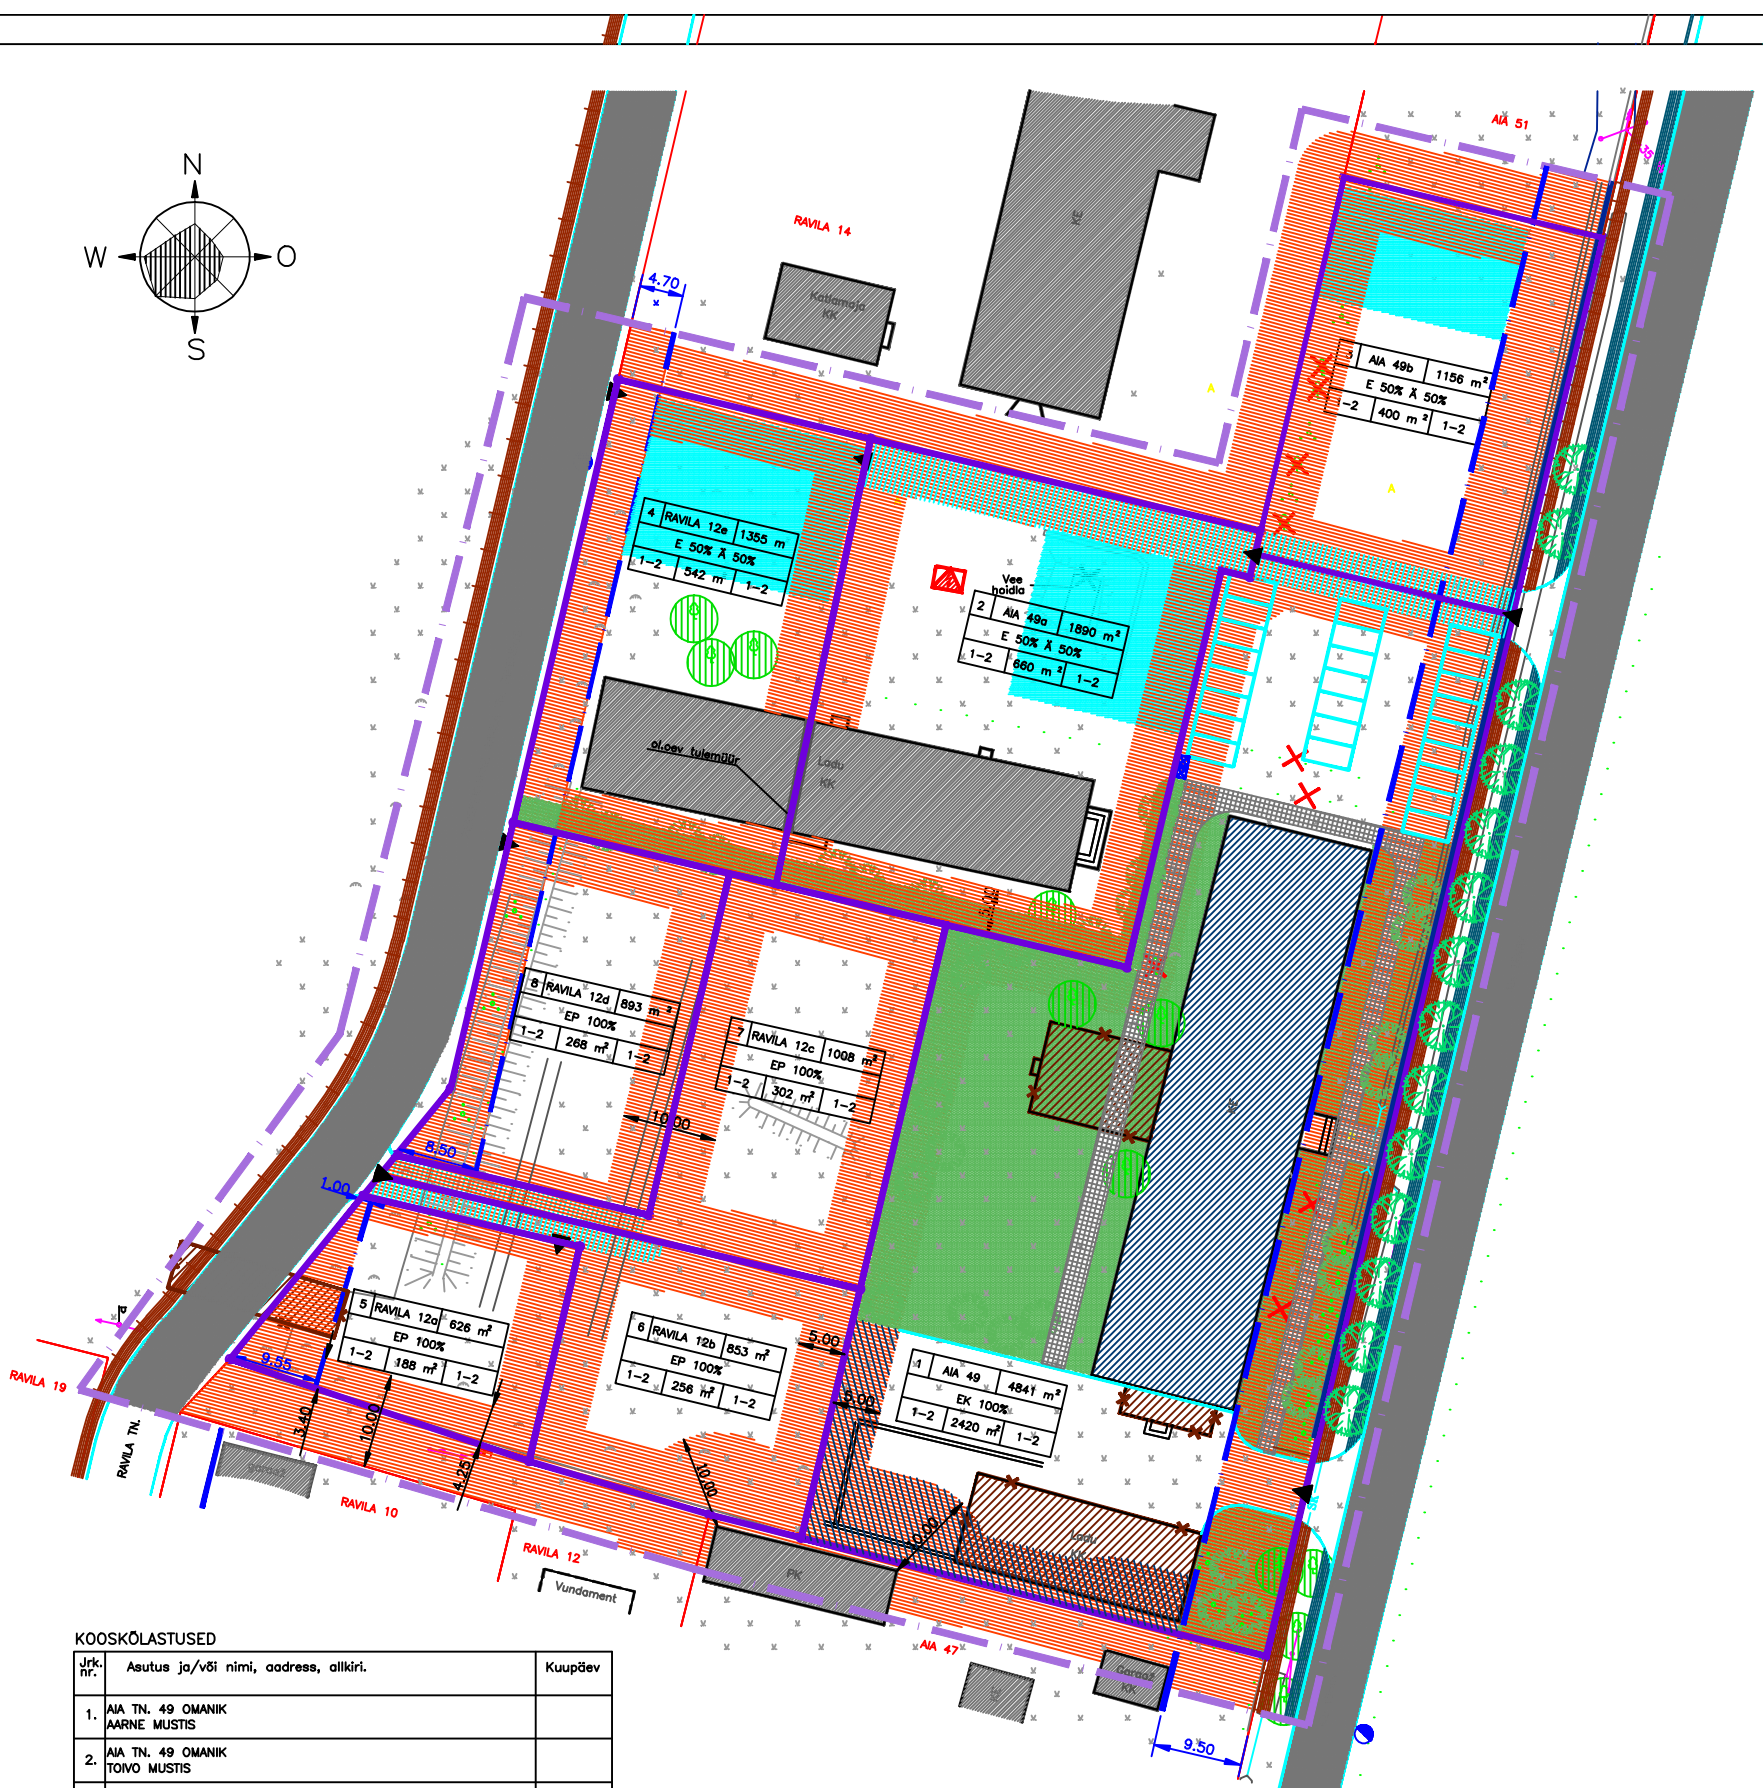 AIA 51
35
N
W
O
S
RAVILA 14
KE
4.70
Katlamaja
KK
A
3 AIA 49b 1156 m²
E 50% Ä 50%
-2 400 m² 1-2
A
4 RAVILA 12e 1355 m
E 50% Ä 50%
1-2 542 m 1-2
Vee
hoidla
2 AIA 49a 1890 m²
E 50% Ä 50%
1-2 660 m² 1-2
ol.oev tulemüür
Ladu
KK
5.00
8 RAVILA 12d 893 m²
EP 100%
1-2 268 m² 1-2
7 RAVILA 12c 1008 m²
EP 100%
1-2 302 m² 1-2
10.00
8.50
1.00
5 RAVILA 12a 626 m²
EP 100%
1-2 188 m² 1-2
6 RAVILA 12b 853 m²
EP 100%
1-2 256 m² 1-2
5.00
1 AIA 49 4841 m²
EK 100%
1-2 2420 m² 1-2
9.55
RAVILA 19
RAVILA TN.
3.40
10.00
4.25
10.00
garaaž
RAVILA 10
RAVILA 12
Vundament
PK
Ladu
AIA 47
KE
Garaaž
KK
9.50
KOOSKÕLASTUSED
Jrk. nr. Asutus ja/või nimi, aadress, allkiri. Kuupäev
1. AIA TN. 49 OMANIK
AARNE MUSTIS
2. AIA TN. 49 OMANIK
TOIVO MUSTIS